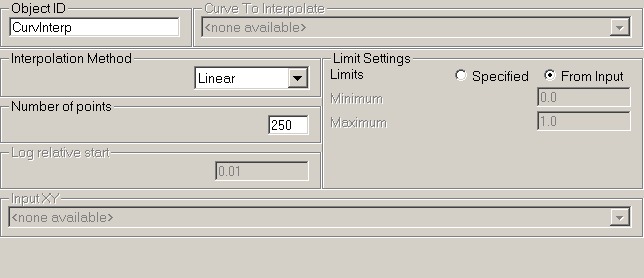 Object ID
CurvInterp
Curve To Interpolate
<none available>
Interpolation Method
Linear
Number of points
250
Log relative start
0.01
Limit Settings
Limits Specified From Input
Minimum 0.0
Maximum 1.0
Input XY
<none available>